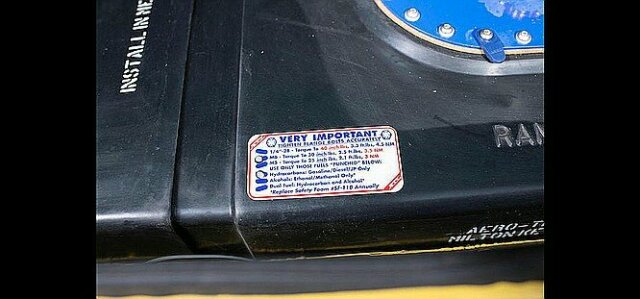 INSTALL IN HE
VERY IMPORTANT
TIGHTEN FLANGE BOLTS ACCURATELY
1/4"-28 - Torque To 40 inch lbs, 3.3 ft.lbs, 4.5 NM
M6 - Torque To 30 inch lbs, 2.5 ft.lbs, 3.5 NM
M5 - Torque To 25 inch lbs, 2.1 ft.lbs, 3 NM
USE ONLY THOSE FUELS "PUNCHED" BELOW:
Hydrocarbons: Gasoline/Diesel/JP Only
Alcohols: Ethanol/Methanol Only*
Dual fuel: Hydrocarbon and Alcohol*
*Replace Safety Foam #SF-110 Annually
RAM
AERO-T